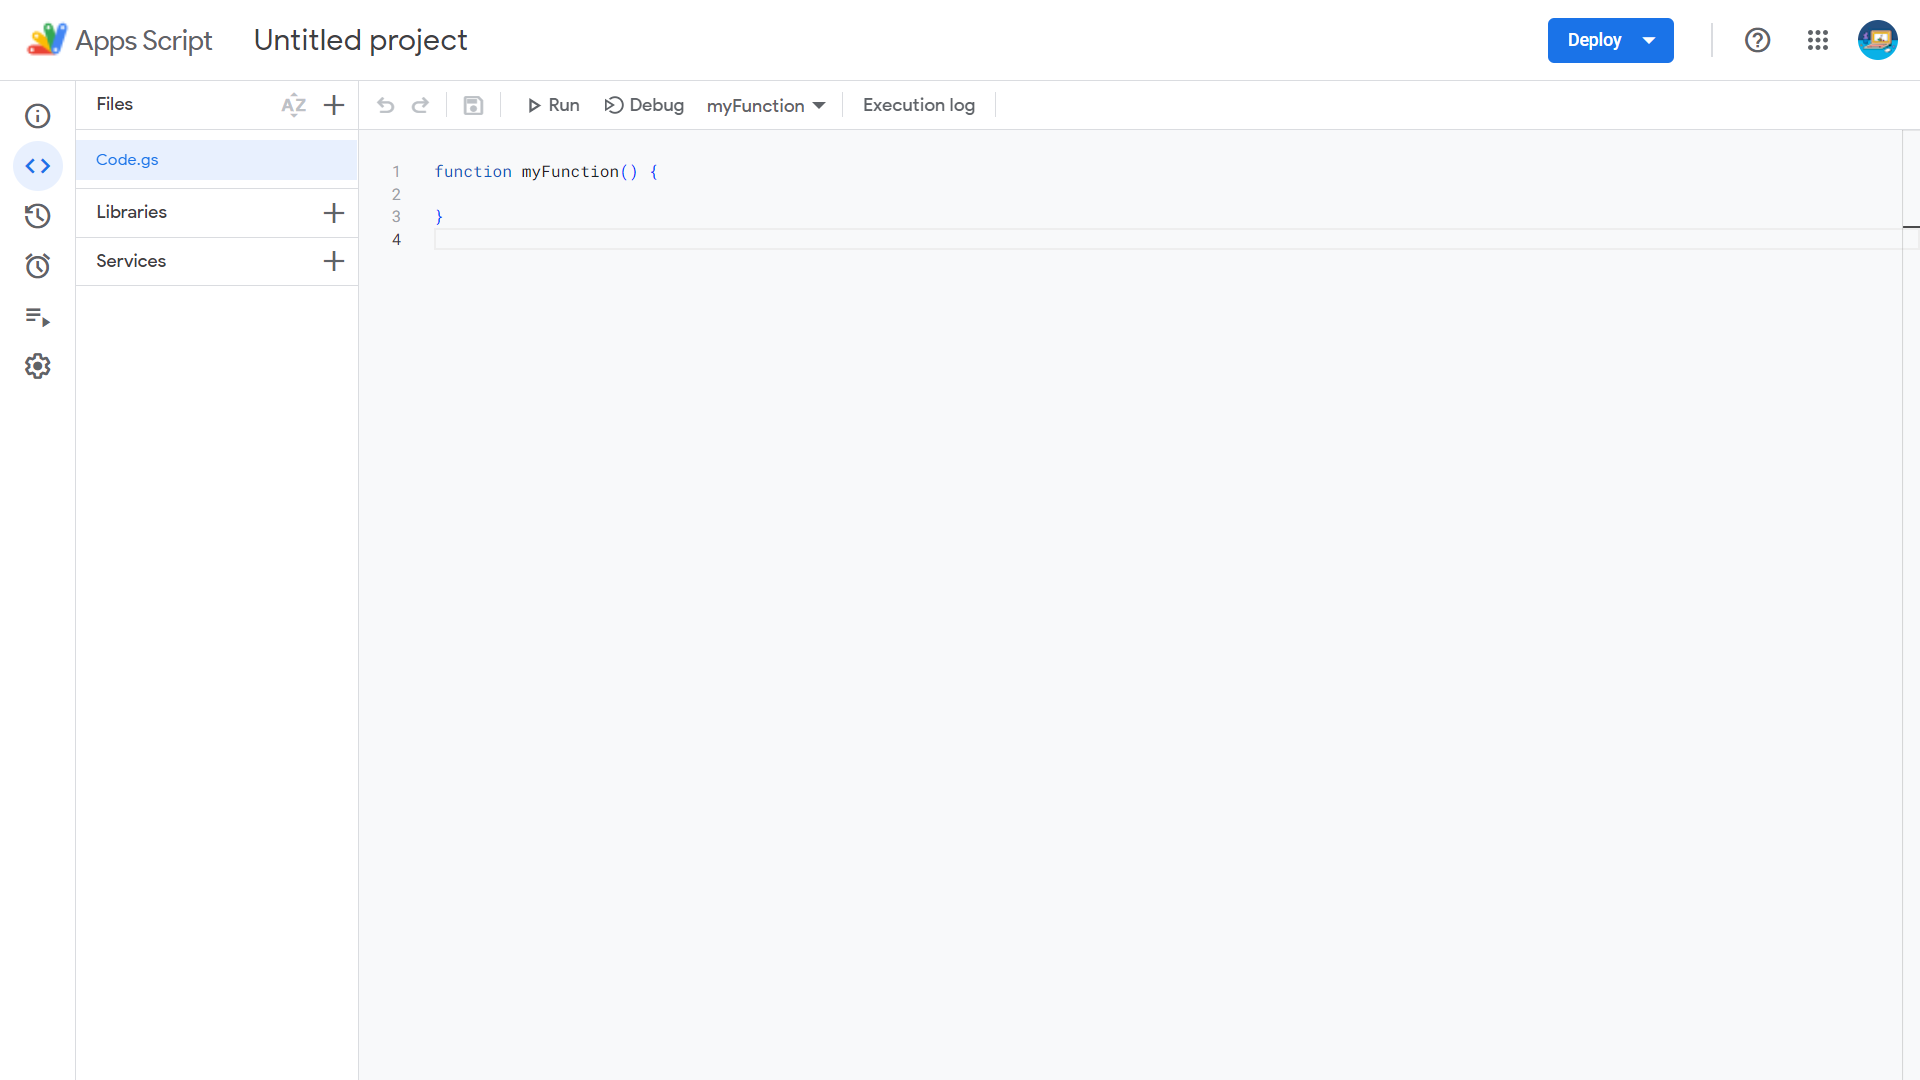 Apps Script Untitled project Deploy
Files AZ
Run Debug myFunction Execution log
Code.gs
Libraries
Services
1 function myFunction() {
2
3 }
4